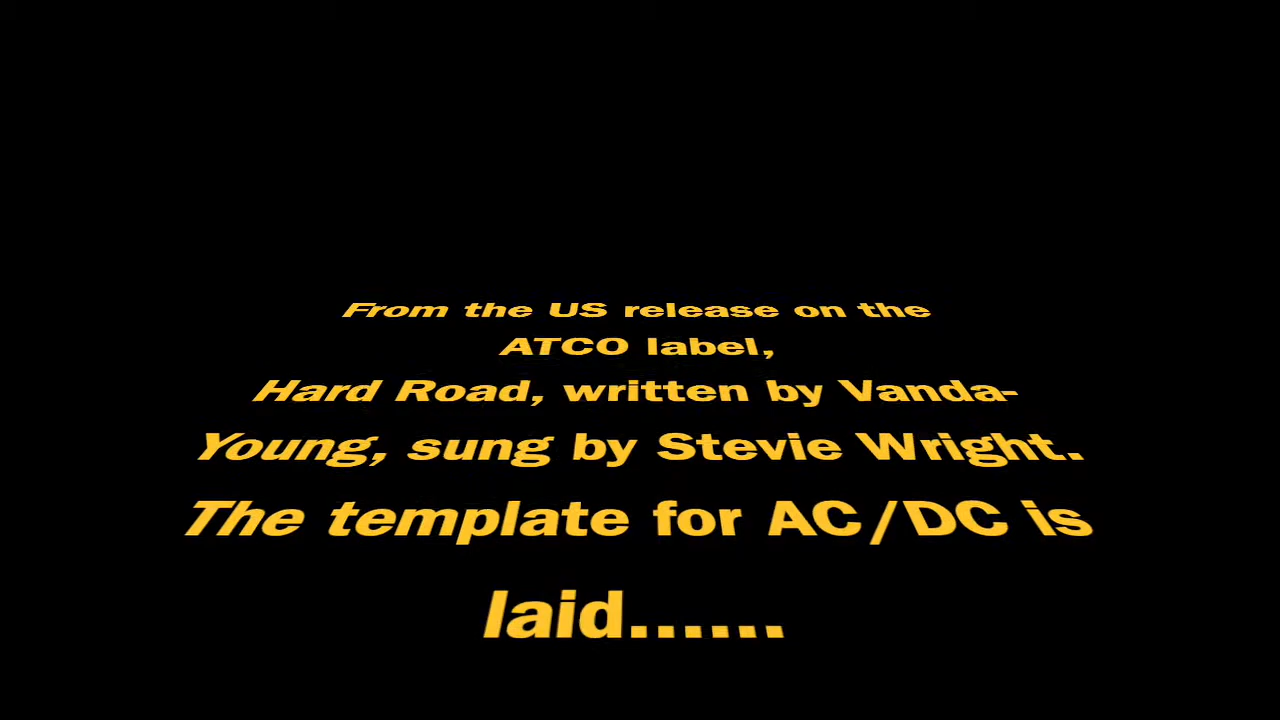 From the US release on the
ATCO label,
Hard Road, written by Vanda-
Young, sung by Stevie Wright.
The template for AC/DC is
laid......